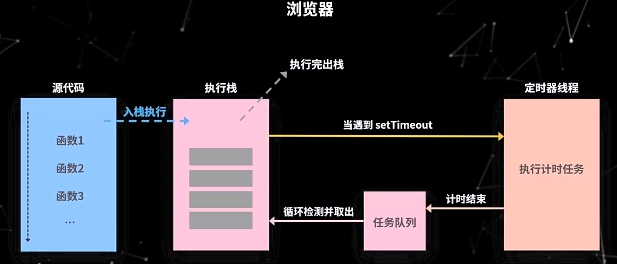 浏览器
执行完出栈
源代码
执行栈
定时器线程
入栈执行
当遇到 setTimeout
函数1
函数2
函数3
...
执行计时任务
计时结束
循环检测并取出
任务队列